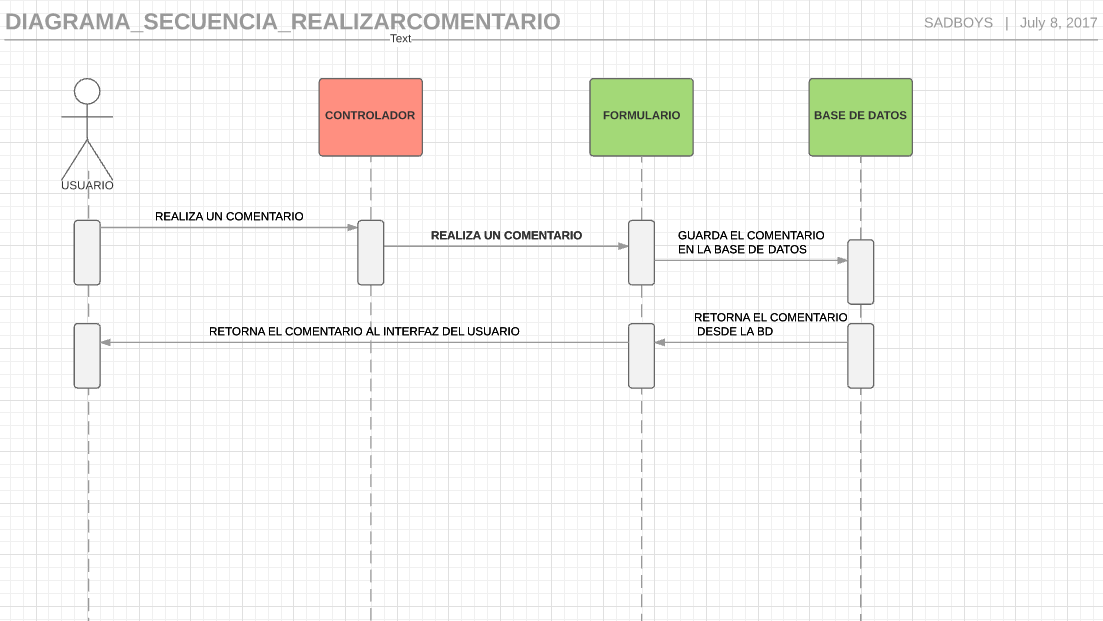 DIAGRAMA_SECUENCIA_REALIZARCOMENTARIO
SADBOYS | July 8, 2017
Text
CONTROLADOR
FORMULARIO
BASE DE DATOS
USUARIO
REALIZA UN COMENTARIO
REALIZA UN COMENTARIO
GUARDA EL COMENTARIO
EN LA BASE DE DATOS
RETORNA EL COMENTARIO
DESDE LA BD
RETORNA EL COMENTARIO AL INTERFAZ DEL USUARIO